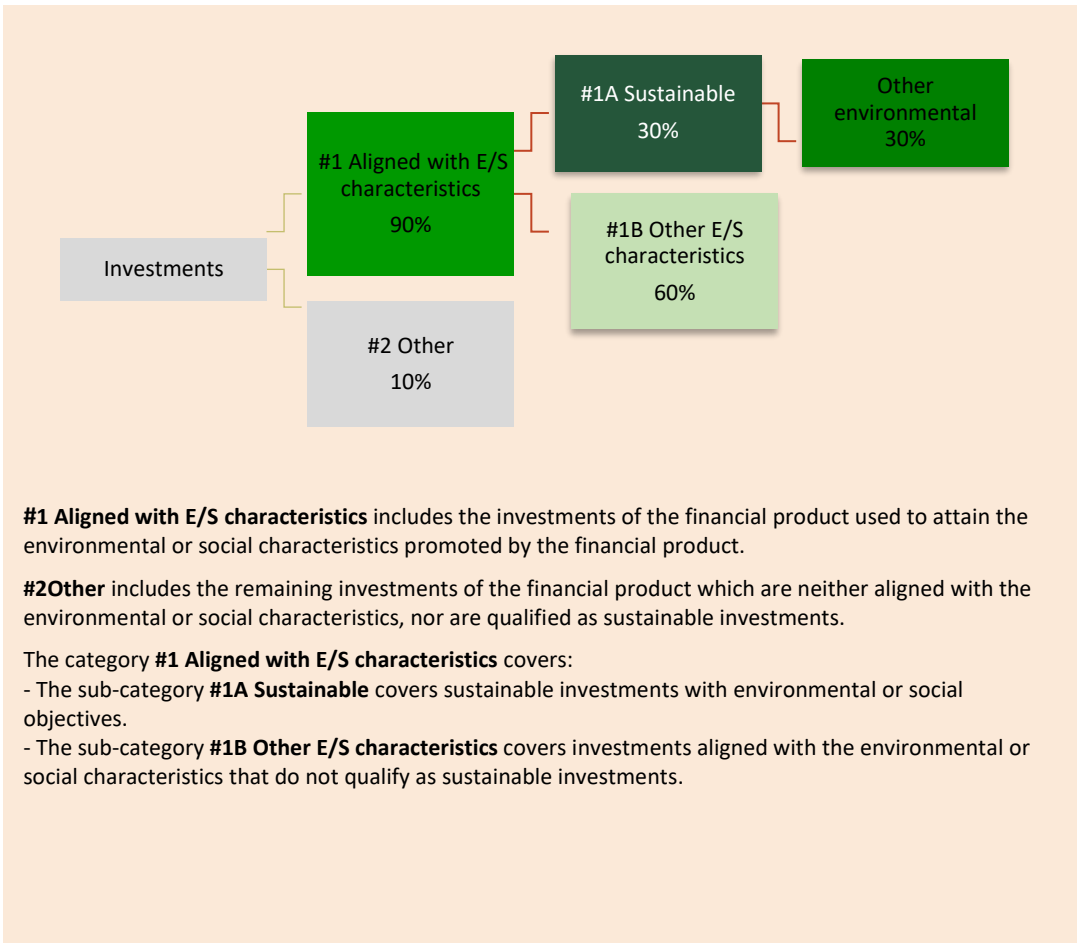 Investments
#1 Aligned with E/S
characteristics
90%
#2 Other
10%
#1A Sustainable
30%
#1B Other E/S
characteristics
60%
Other
environmental
30%
#1 Aligned with E/S characteristics includes the investments of the financial product used to attain the
environmental or social characteristics promoted by the financial product.
#2Other includes the remaining investments of the financial product which are neither aligned with the
environmental or social characteristics, nor are qualified as sustainable investments.
The category #1 Aligned with E/S characteristics covers:
- The sub-category #1A Sustainable covers sustainable investments with environmental or social
objectives.
- The sub-category #1B Other E/S characteristics covers investments aligned with the environmental or
social characteristics that do not qualify as sustainable investments.